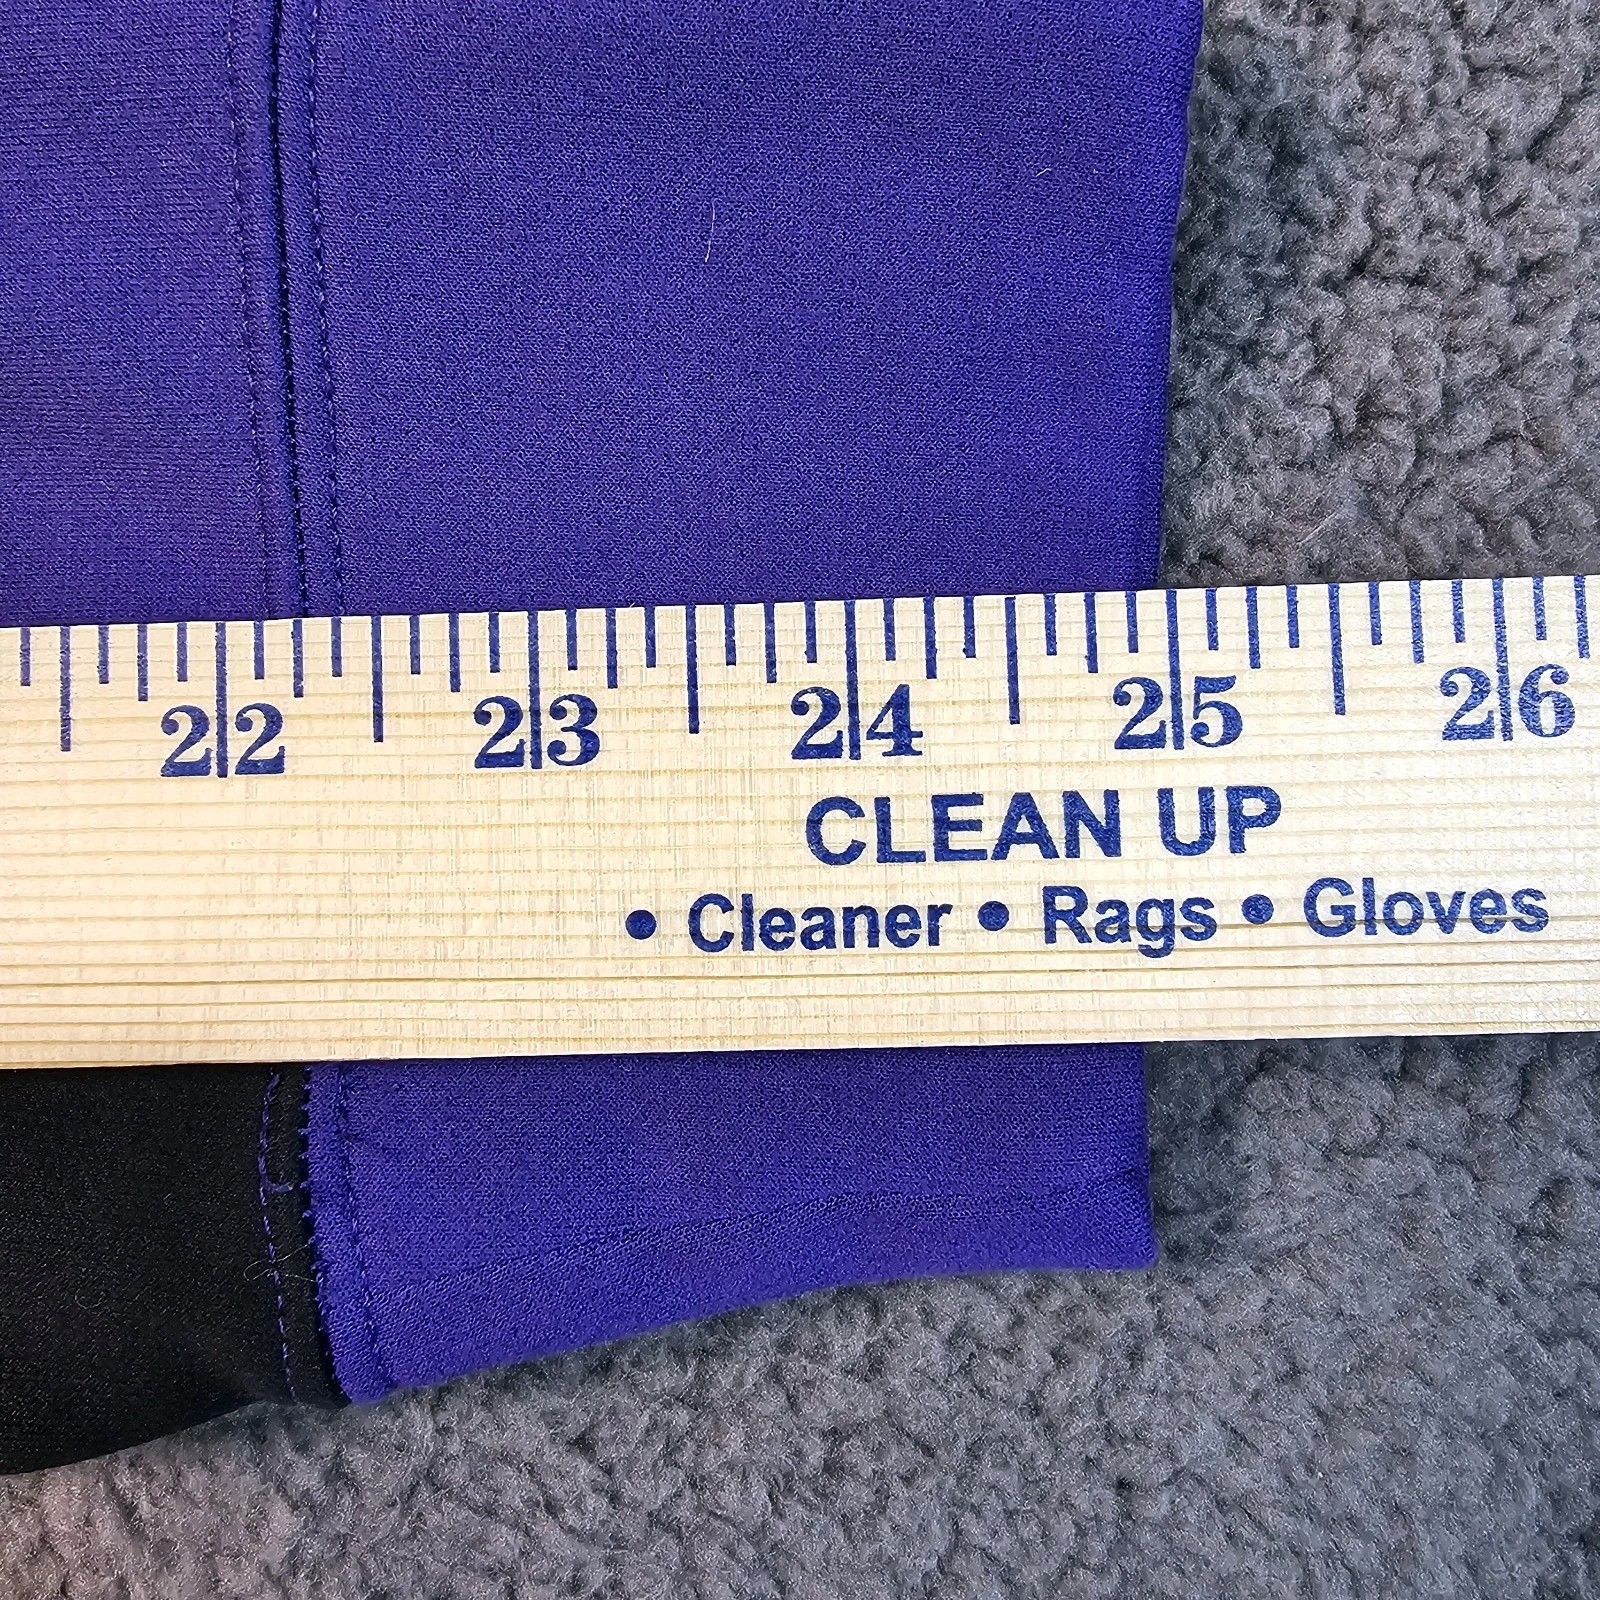 22 23 24 25 26
CLEAN UP
• Cleaner • Rags • Gloves